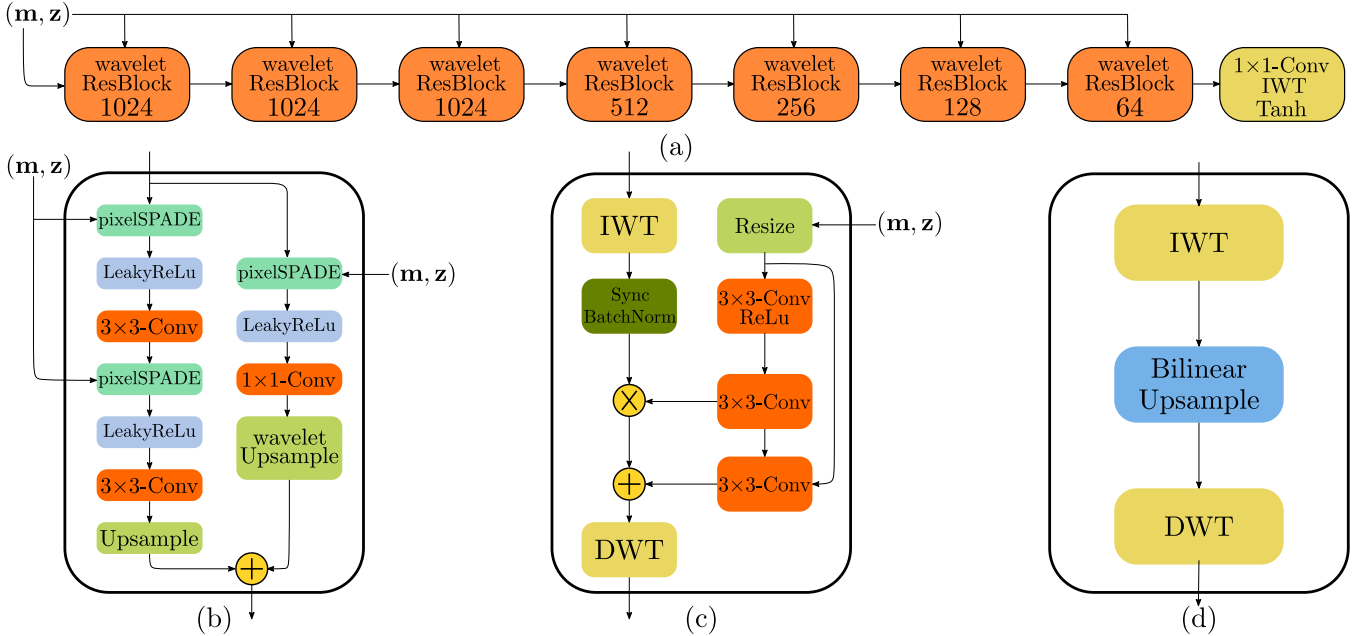 (m, z)
wavelet
ResBlock
1024
wavelet
ResBlock
1024
wavelet
ResBlock
1024
wavelet
ResBlock
512
wavelet
ResBlock
256
wavelet
ResBlock
128
wavelet
ResBlock
64
1×1-Conv
IWT
Tanh
(a)
(m, z)
pixelSPADE
LeakyReLu
3×3-Conv
pixelSPADE
LeakyReLu
3×3-Conv
Upsample
pixelSPADE
(m, z)
LeakyReLu
1×1-Conv
wavelet
Upsample
+
(b)
IWT
Sync
BatchNorm
×
+
DWT
Resize
(m, z)
3×3-Conv
ReLu
3×3-Conv
3×3-Conv
(c)
IWT
Bilinear
Upsample
DWT
(d)